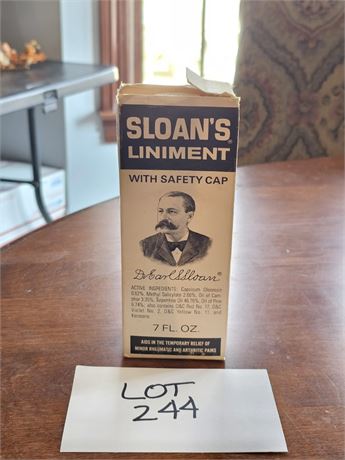 SLOAN'S®
LINIMENT
WITH SAFETY CAP
Dr Earl S. Sloan®
ACTIVE INGREDIENTS: Capsicum Oleoresin
0.62%, Methyl Salicylate 2.66%, Oil of Cam-
phor 3.35%, Turpentine Oil 46.76%, Oil of Pine
6.74%; also contains D&C Red No. 17, D&C
Violet No. 2, D&C Yellow No. 11, and
Kerosene.
7 FL. OZ.
AIDS IN THE TEMPORARY RELIEF OF
MINOR RHEUMATIC AND ARTHRITIC PAINS
LOT
244